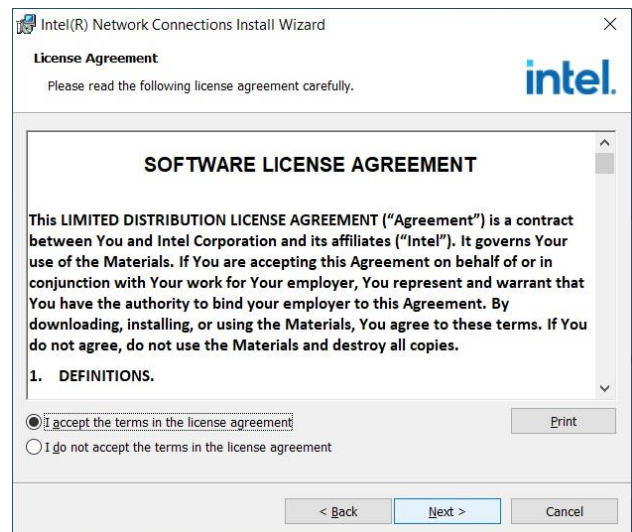 Intel(R) Network Connections Install Wizard
License Agreement
Please read the following license agreement carefully.
intel.
SOFTWARE LICENSE AGREEMENT
This LIMITED DISTRIBUTION LICENSE AGREEMENT (“Agreement”) is a contract
between You and Intel Corporation and its affiliates (“Intel”). It governs Your
use of the Materials. If You are accepting this Agreement on behalf of or in
conjunction with Your work for Your employer, You represent and warrant that
You have the authority to bind your employer to this Agreement. By
downloading, installing, or using the Materials, You agree to these terms. If You
do not agree, do not use the Materials and destroy all copies.
1. DEFINITIONS.
I accept the terms in the license agreement
Print
I do not accept the terms in the license agreement
< Back
Next >
Cancel